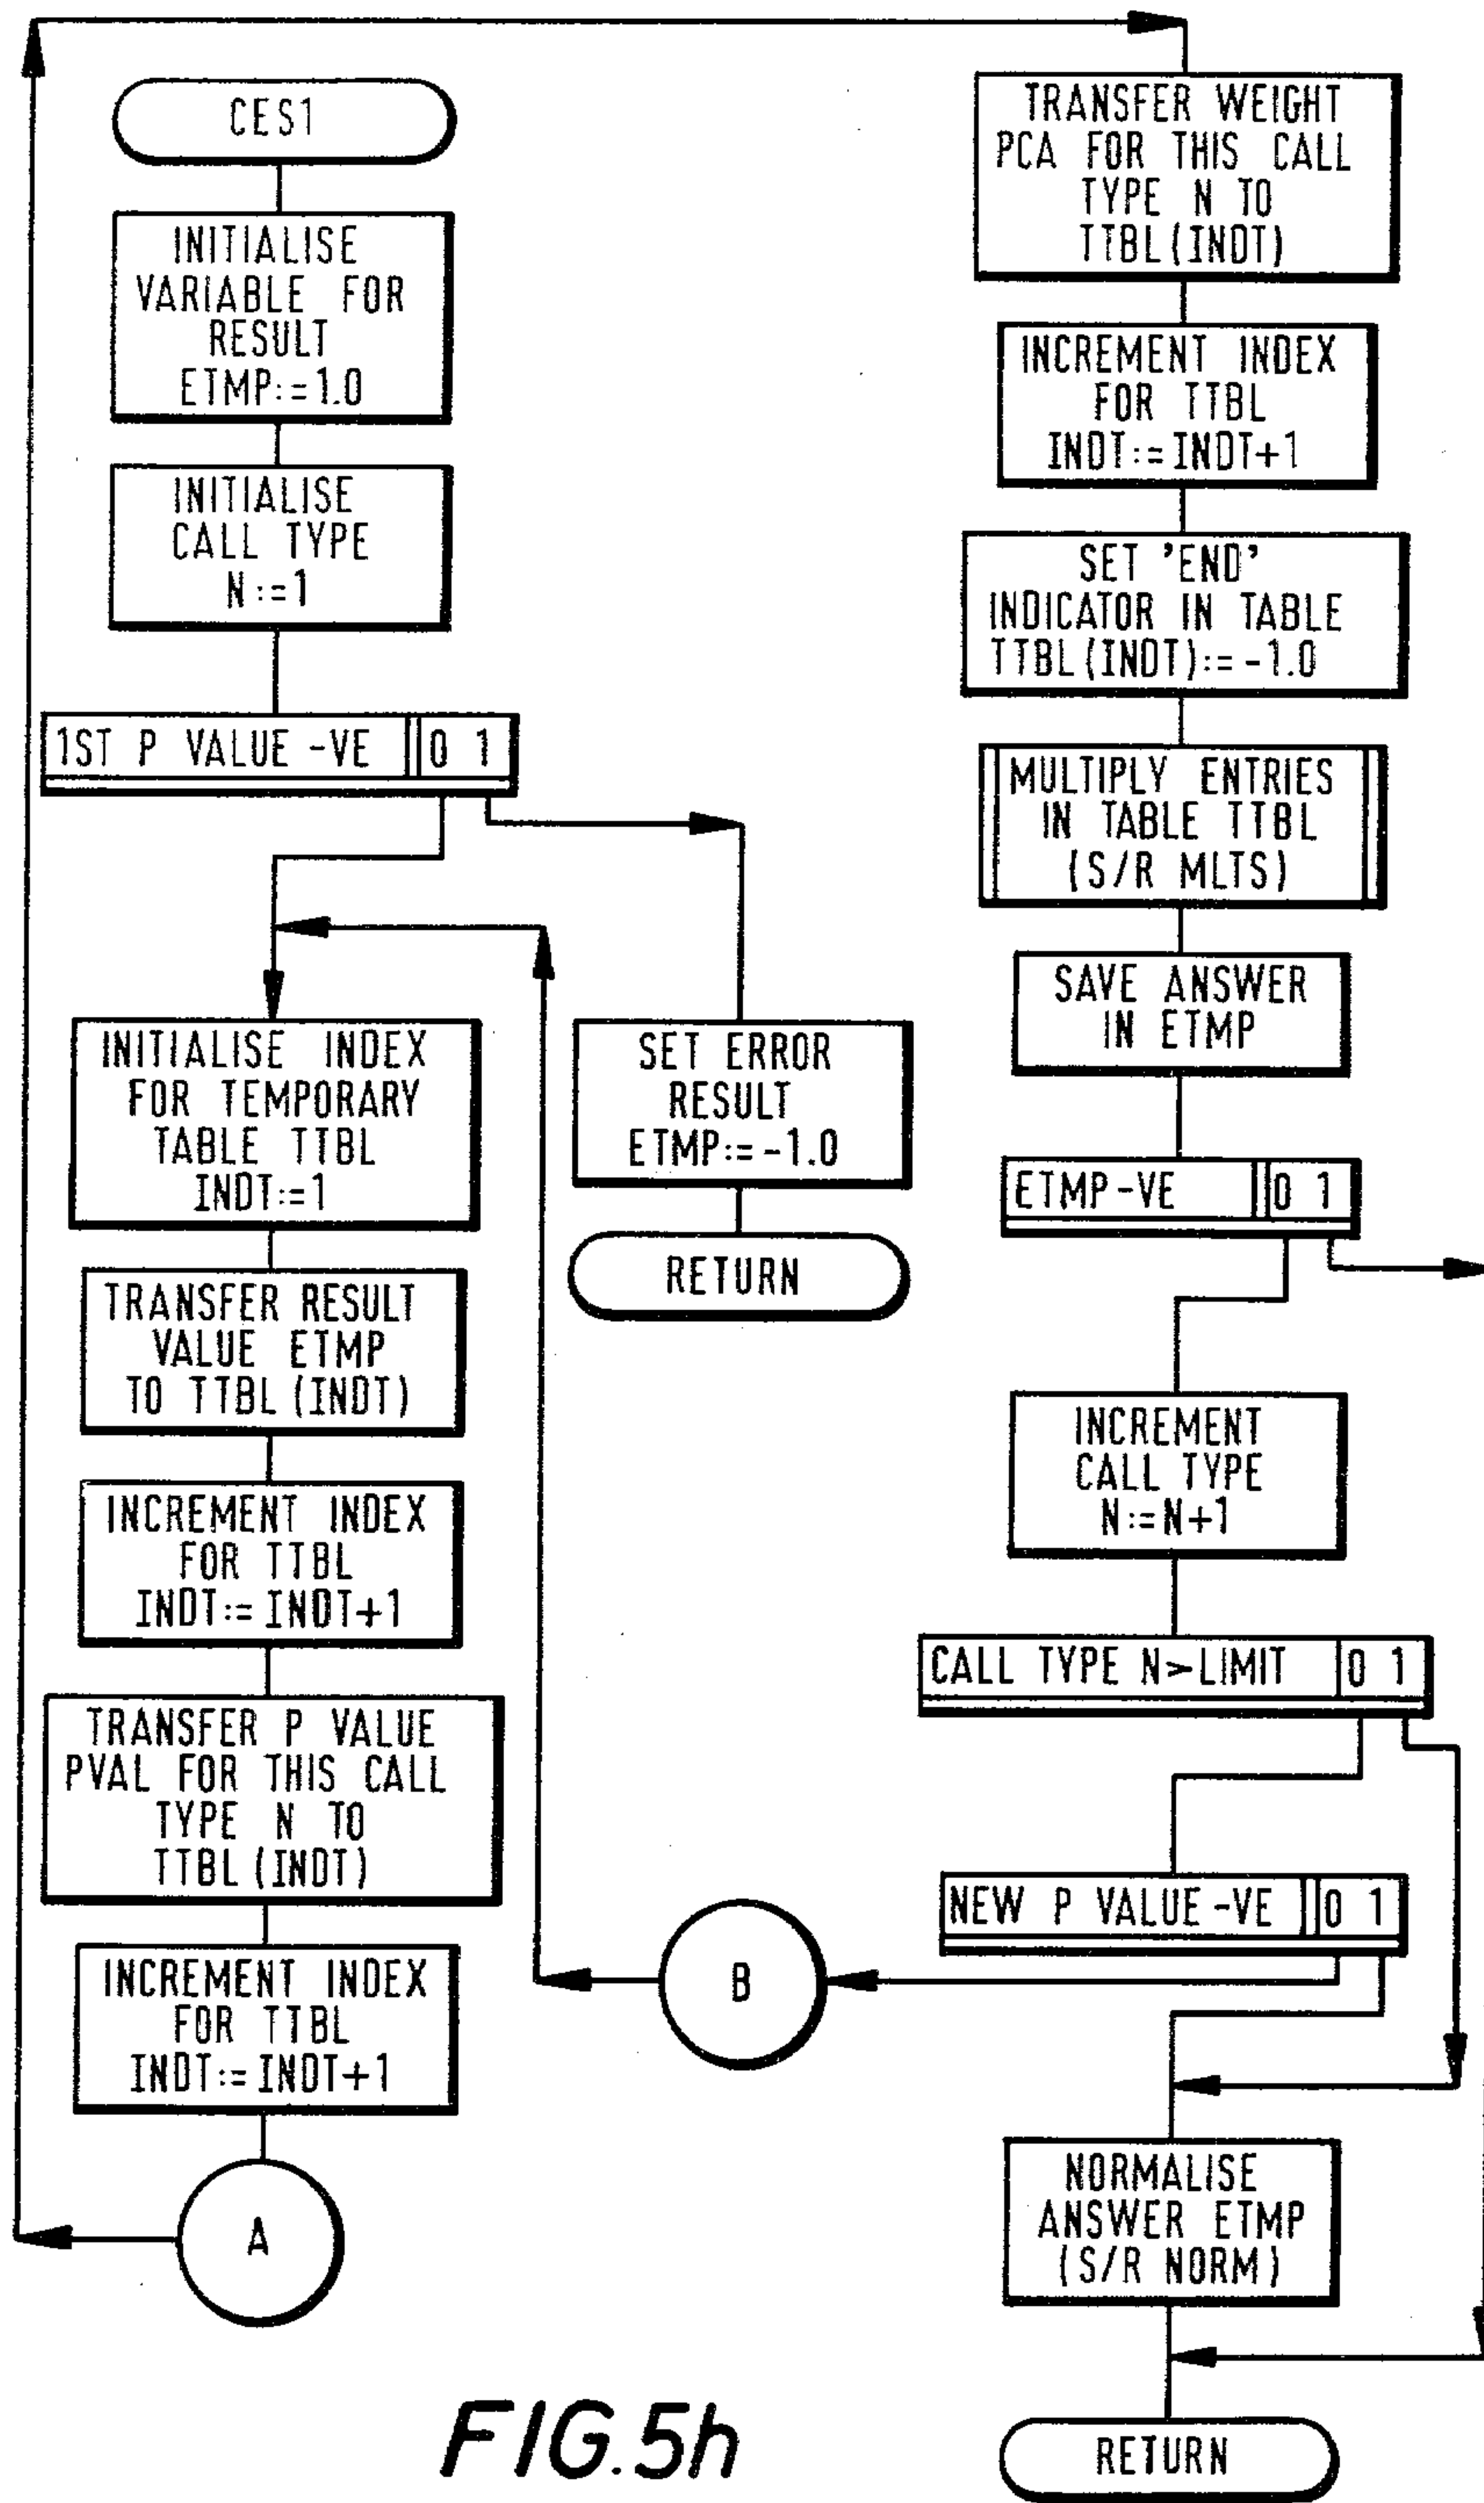 CES1
INITIALISE
VARIABLE FOR
RESULT
ETMP:=1.0
INITIALISE
CALL TYPE
N:=1
1ST P VALUE -VE 0 1
INITIALISE INDEX
FOR TEMPORARY
TABLE TTBL
INDT:=1
SET ERROR
RESULT
ETMP:=-1.0
RETURN
TRANSFER RESULT
VALUE ETMP
TO TTBL (INDT)
INCREMENT INDEX
FOR TTBL
INDT:=INDT+1
TRANSFER P VALUE
PVAL FOR THIS CALL
TYPE N TO
TTBL (INDT)
INCREMENT INDEX
FOR TTBL
INDT:=INDT+1
A
TRANSFER WEIGHT
PCA FOR THIS CALL
TYPE N TO
TTBL (INDT)
INCREMENT INDEX
FOR TTBL
INDT:=INDT+1
SET 'END'
INDICATOR IN TABLE
TTBL (INDT):=-1.0
MULTIPLY ENTRIES
IN TABLE TTBL
(S/R MLTS)
SAVE ANSWER
IN ETMP
ETMP-VE 0 1
INCREMENT
CALL TYPE
N:=N+1
CALL TYPE N>LIMIT 0 1
NEW P VALUE-VE 0 1
B
NORMALISE
ANSWER ETMP
(S/R NORM)
RETURN
FIG.5h